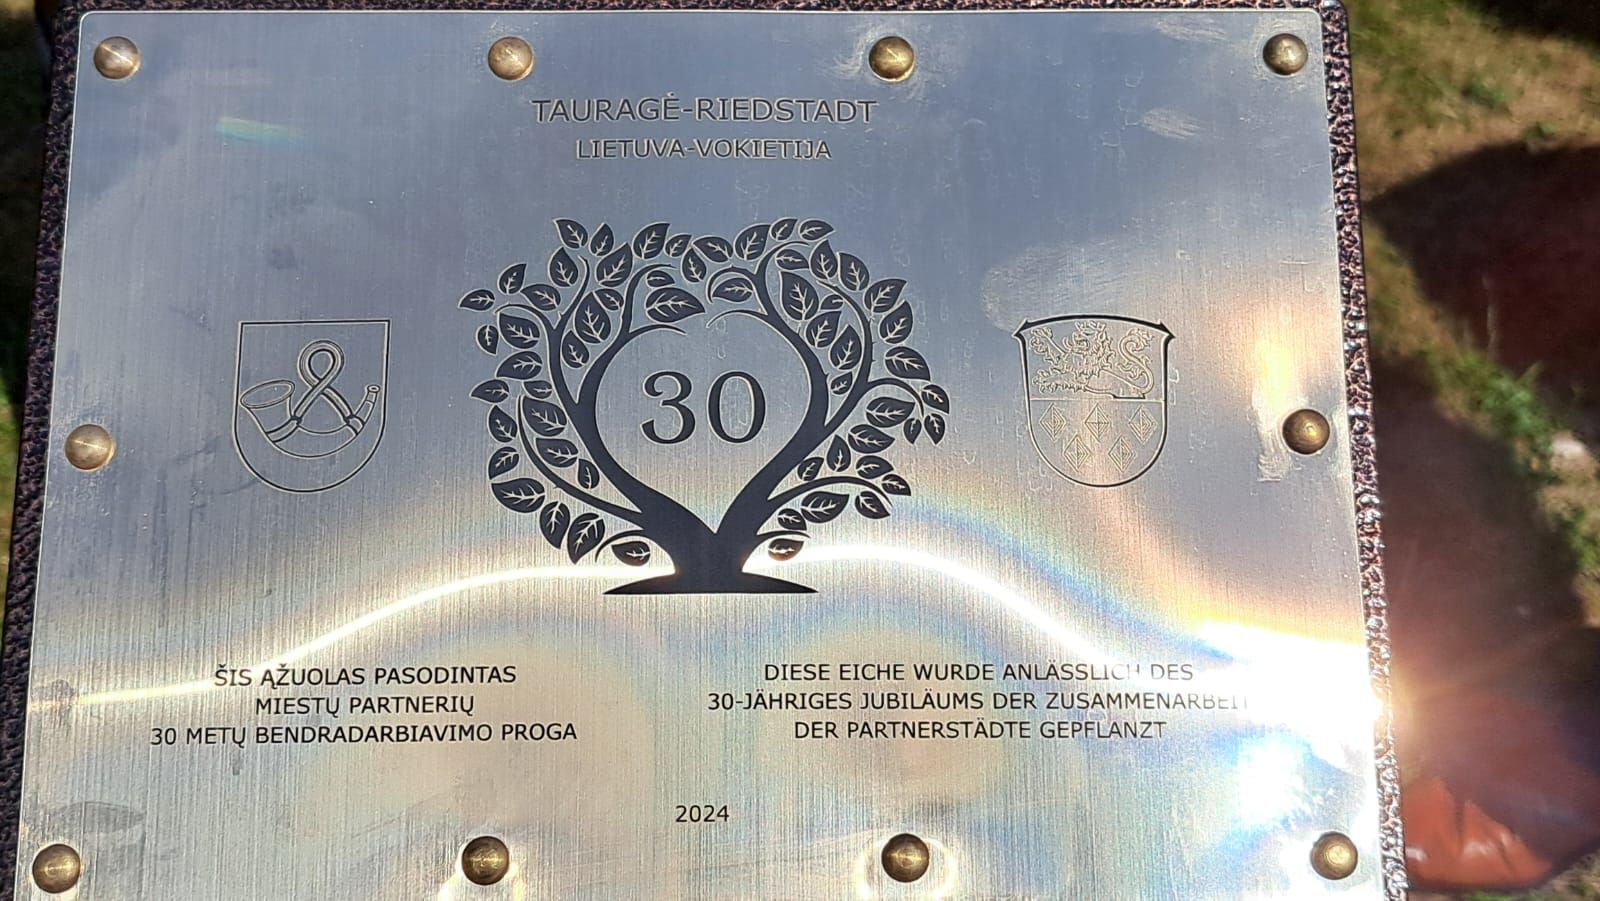 TAURAGĖ-RIEDSTADT
LIETUVA-VOKIETIJA
30
ŠIS ĄŽUOLAS PASODINTAS
MIESTŲ PARTNERIŲ
30 METŲ BENDRADARBIAVIMO PROGA
DIESE EICHE WURDE ANLÄSSLICH DES
30-JÄHRIGES JUBILÄUMS DER ZUSAMMENARBEIT
DER PARTNERSTÄDTE GEPFLANZT
2024